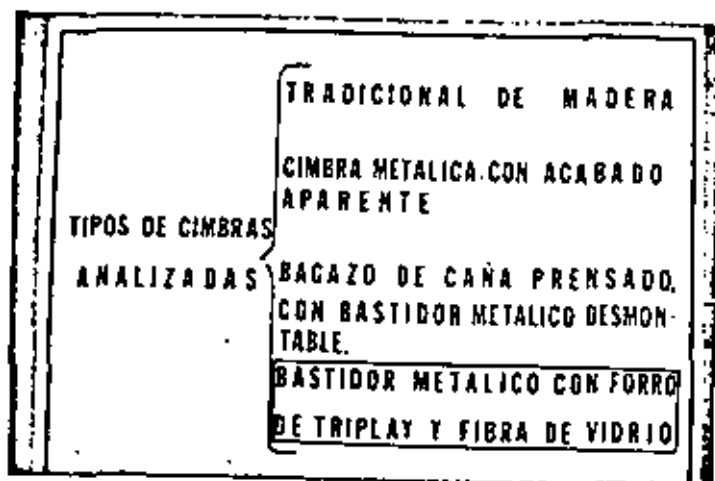 TIPOS DE CIMBRAS
ANALIZADAS
TRADICIONAL DE MADERA
CIMBRA METALICA CON ACABADO
APARENTE
BAGAZO DE CAÑA PRENSADO,
CON BASTIDOR METALICO DESMON-
TABLE.
BASTIDOR METALICO CON FORRO
DE TRIPLAY Y FIBRA DE VIDRIO